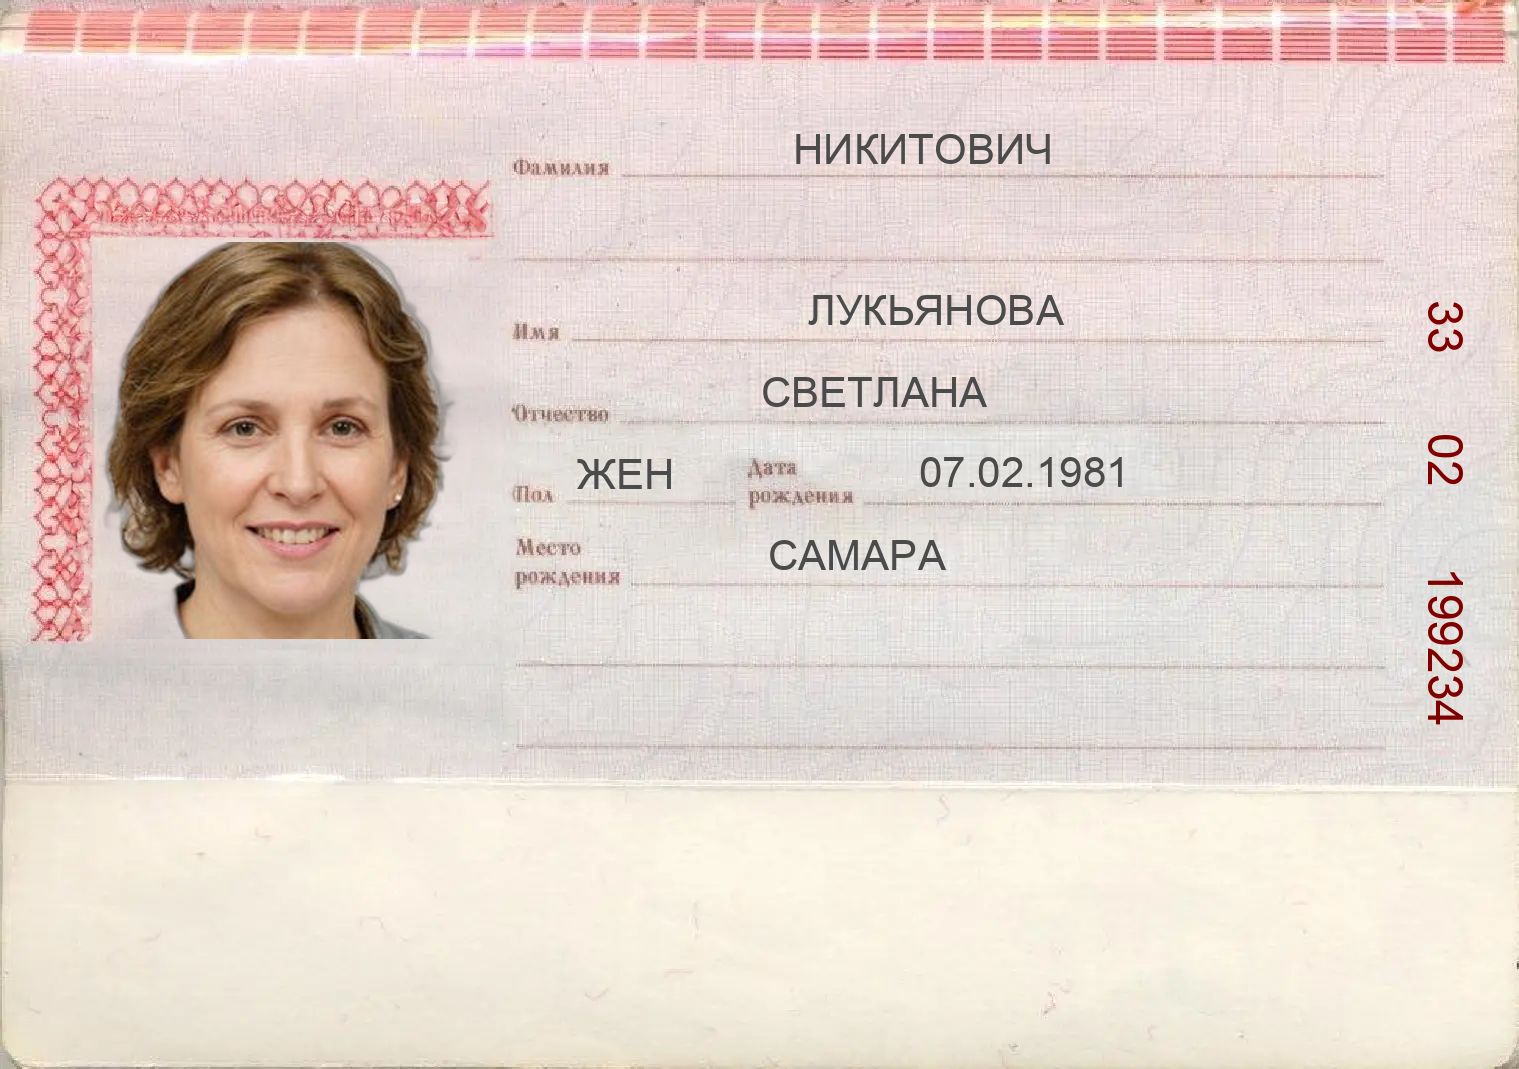 Фамилия НИКИТОВИЧ
Имя ЛУКЬЯНОВА
Отчество СВЕТЛАНА
Пол ЖЕН Дата рождения 07.02.1981
Место рождения САМАРА
33 02 199234